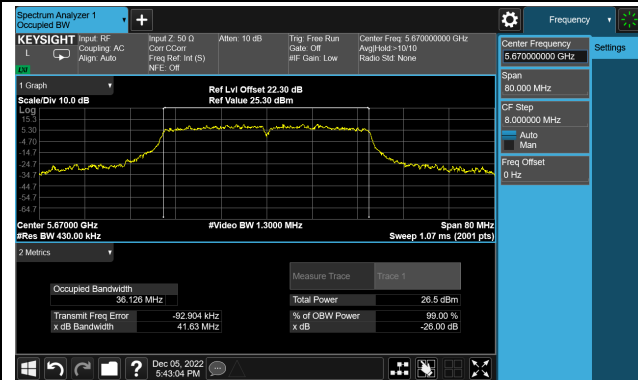 Spectrum Analyzer 1
Occupied BW
Frequency
KEYSIGHT
L
LXI
Input: RF
Coupling: AC
Align: Auto
Input Z: 50 Ω
Corr CCorr
Freq Ref: Int (S)
NFE: Off
Atten: 10 dB
Trig: Free Run
Gate: Off
#IF Gain: Low
Center Freq: 5.670000000 GHz
Avg|Hold:>10/10
Radio Std: None
Center Frequency
5.670000000 GHz
Settings
Span
80.000 MHz
CF Step
8.000000 MHz
Auto
Man
Freq Offset
0 Hz
1 Graph
Scale/Div 10.0 dB
Ref Lvl Offset 22.30 dB
Ref Value 25.30 dBm
Log
15.3
5.30
-4.70
-14.7
-24.7
-34.7
-44.7
-54.7
-64.7
Center 5.67000 GHz
#Res BW 430.00 kHz
#Video BW 1.3000 MHz
Span 80 MHz
Sweep 1.07 ms (2001 pts)
2 Metrics
Measure Trace
Trace 1
Occupied Bandwidth
36.126 MHz
Total Power
26.5 dBm
Transmit Freq Error
-92.904 kHz
% of OBW Power
99.00 %
x dB Bandwidth
41.63 MHz
x dB
-26.00 dB
?
Dec 05, 2022
5:43:04 PM